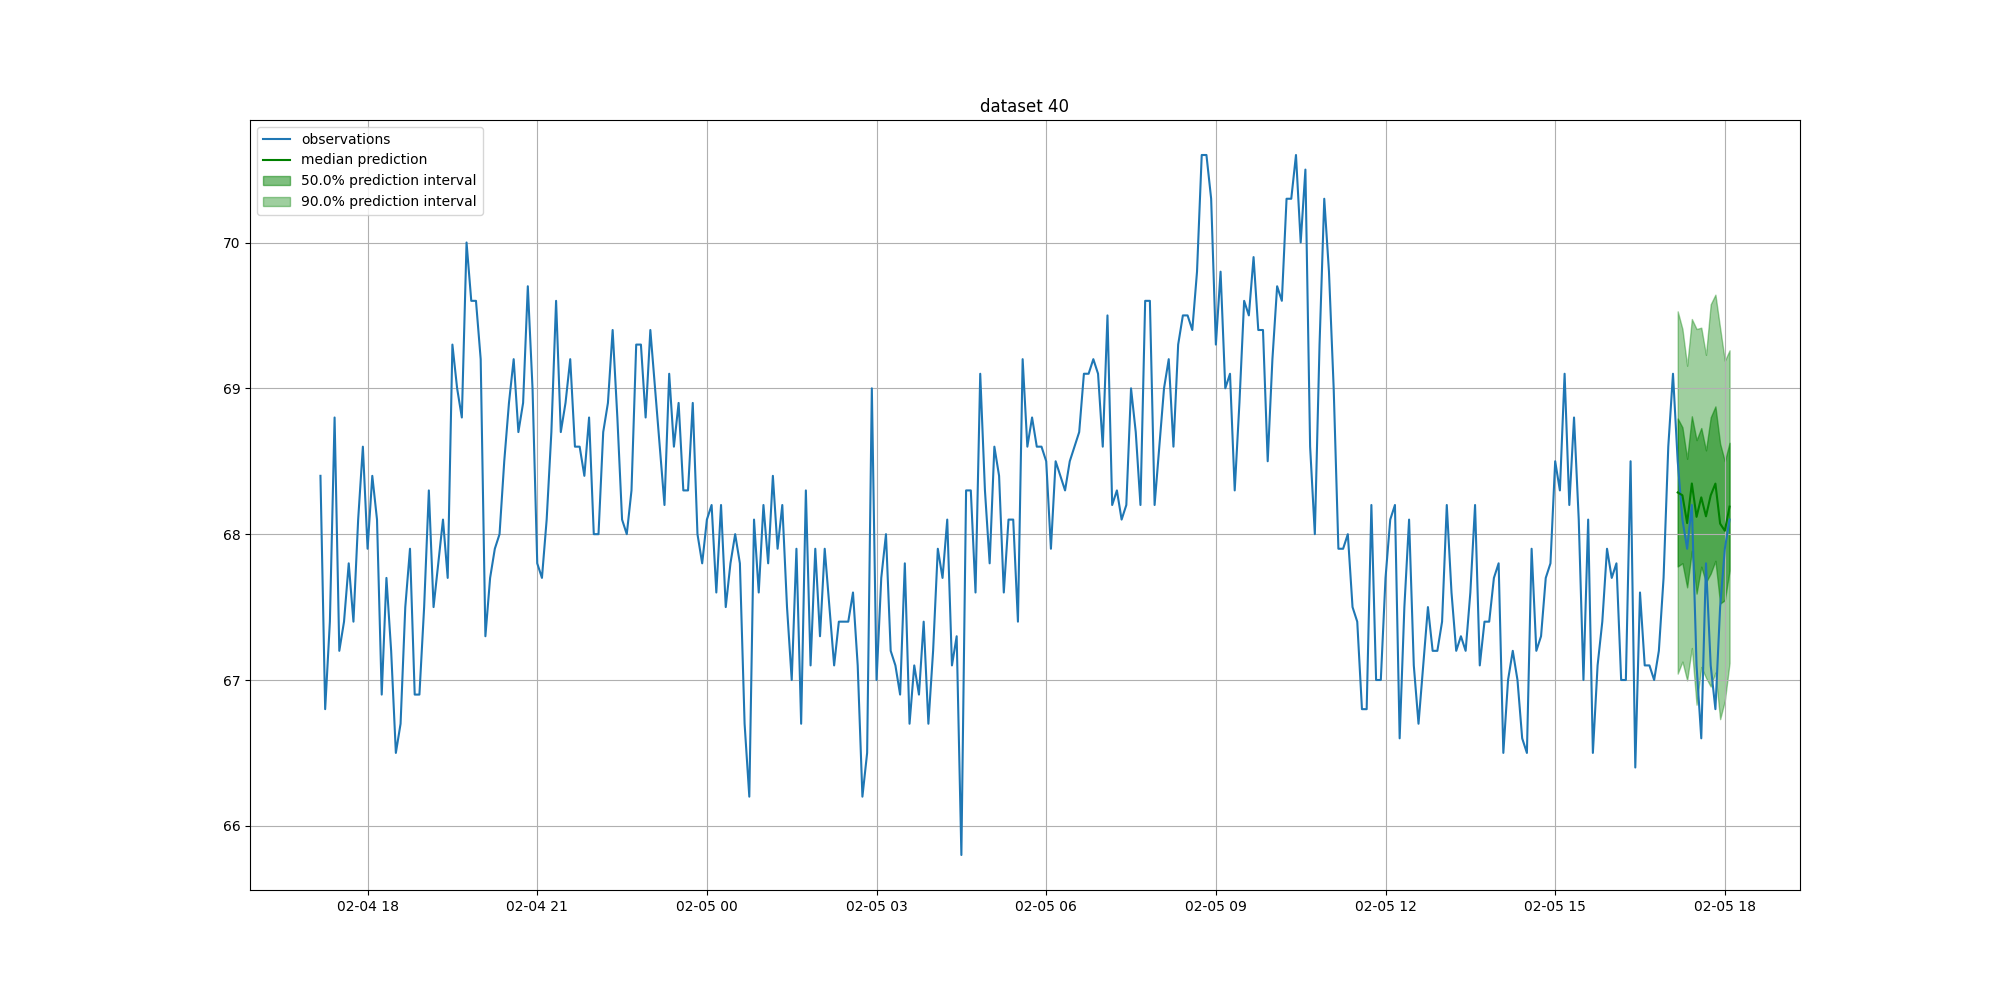 dataset 40
observations
median prediction
50.0% prediction interval
90.0% prediction interval
70
69
68
67
66
02-04 18
02-04 21
02-05 00
02-05 03
02-05 06
02-05 09
02-05 12
02-05 15
02-05 18